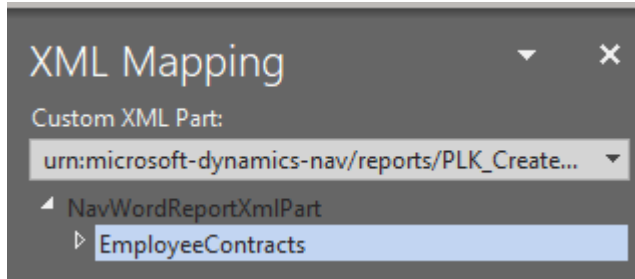 XML Mapping
Custom XML Part:
urn:microsoft-dynamics-nav/reports/PLK_Create...
NavWordReportXmlPart
EmployeeContracts